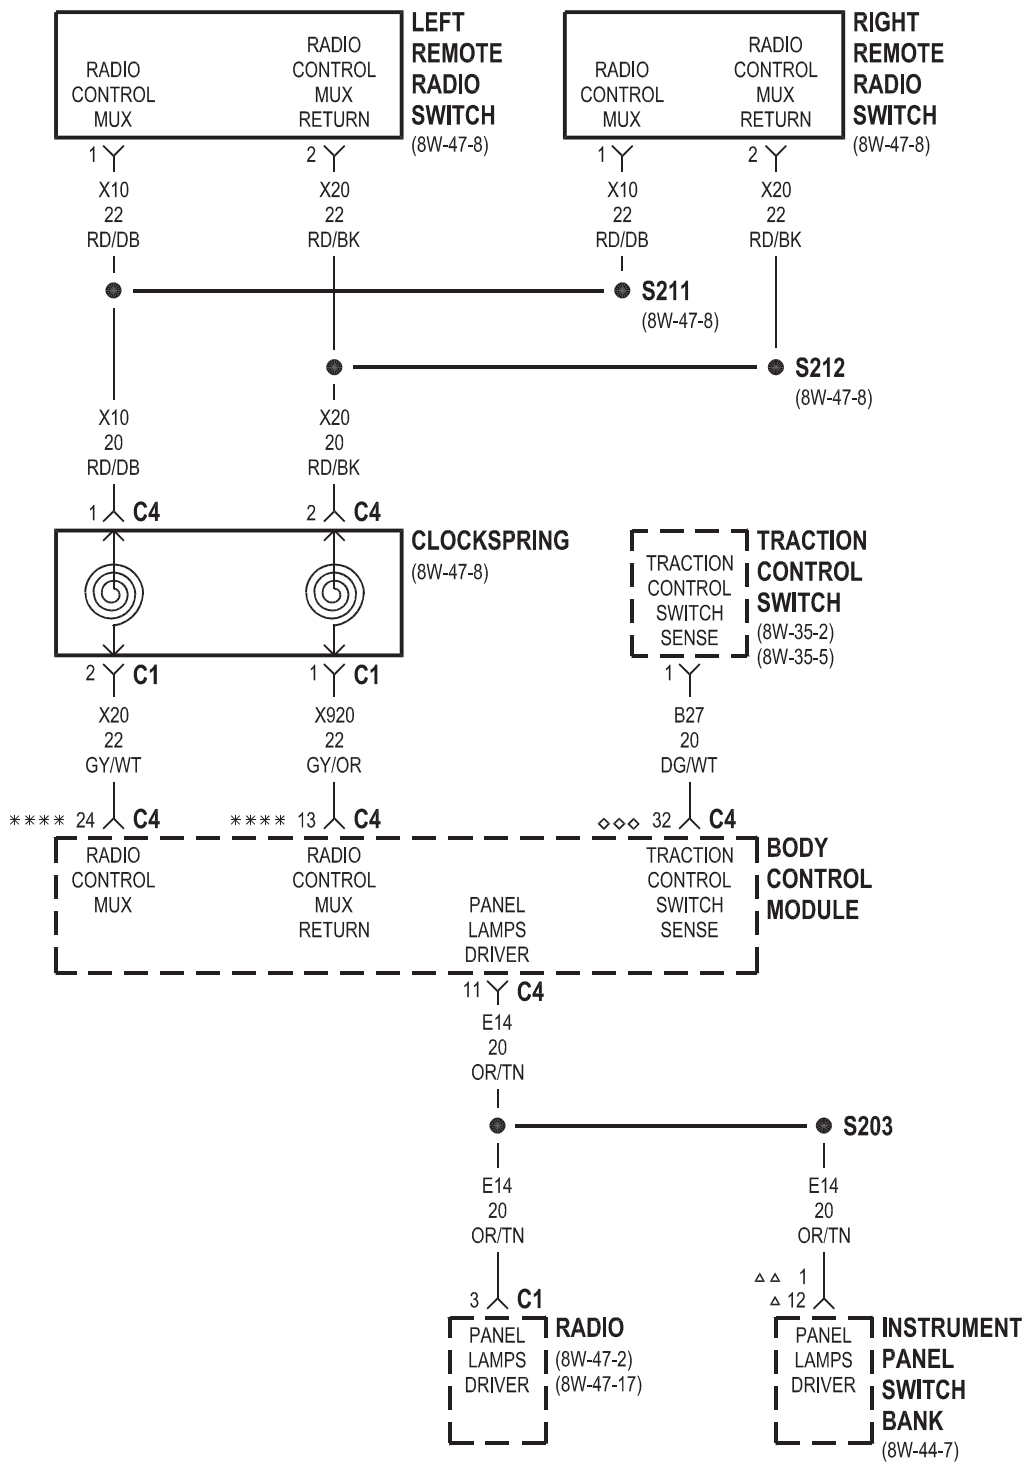 LEFT
REMOTE
RADIO
SWITCH
(8W-47-8)
RADIO
CONTROL
MUX
RADIO
CONTROL
MUX
RETURN
RIGHT
REMOTE
RADIO
SWITCH
(8W-47-8)
RADIO
CONTROL
MUX
RADIO
CONTROL
MUX
RETURN
1
X10
22
RD/DB
2
X20
22
RD/BK
1
X10
22
RD/DB
2
X20
22
RD/BK
S211
(8W-47-8)
S212
(8W-47-8)
X10
20
RD/DB
1 C4
X20
20
RD/BK
2 C4
CLOCKSPRING
(8W-47-8)
TRACTION
CONTROL
SWITCH
SENSE
TRACTION
CONTROL
SWITCH
(8W-35-2)
(8W-35-5)
2 C1
X20
22
GY/WT
**** 24 C4
1 C1
X920
22
GY/OR
**** 13 C4
1
B27
20
DG/WT
◇◇◇ 32 C4
RADIO
CONTROL
MUX
RADIO
CONTROL
MUX
RETURN
PANEL
LAMPS
DRIVER
TRACTION
CONTROL
SWITCH
SENSE
BODY
CONTROL
MODULE
11 C4
E14
20
OR/TN
S203
E14
20
OR/TN
3 C1
E14
20
OR/TN
△△ 1
△ 12
PANEL
LAMPS
DRIVER
RADIO
(8W-47-2)
(8W-47-17)
PANEL
LAMPS
DRIVER
INSTRUMENT
PANEL
SWITCH
BANK
(8W-44-7)